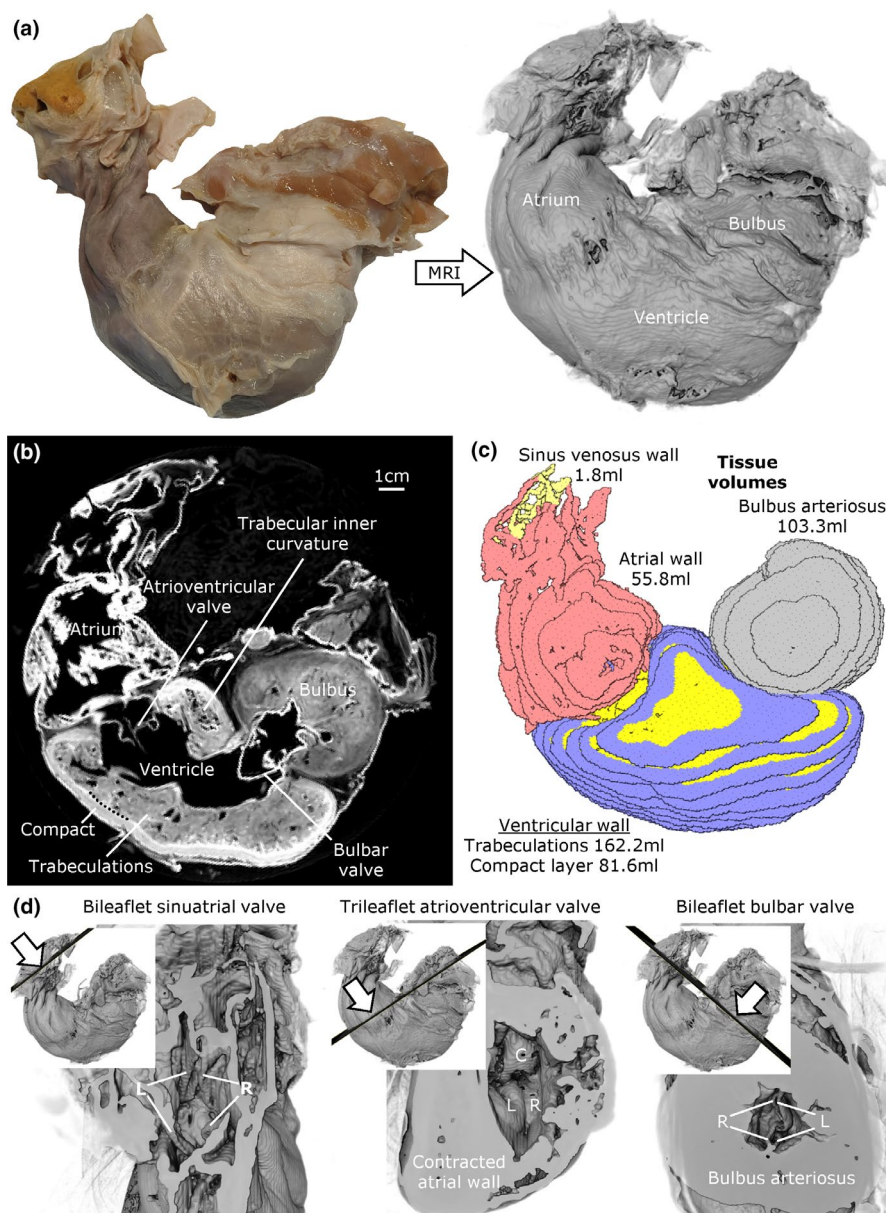 (a)
MRI
Atrium
Bulbus
Ventricle
(b)
1cm
Trabecular inner
curvature
Atrioventricular
valve
Atrium
Bulbus
Ventricle
Compact
Trabeculations
Bulbar
valve
(c)
Sinus venosus wall
1.8ml
Tissue
volumes
Bulbus arteriosus
103.3ml
Atrial wall
55.8ml
Ventricular wall
Trabeculations 162.2ml
Compact layer 81.6ml
(d)
Bileaflet sinuatrial valve
L
R
Trileaflet atrioventricular valve
C
L
R
Contracted
atrial wall
Bileaflet bulbar valve
R
L
Bulbus arteriosus